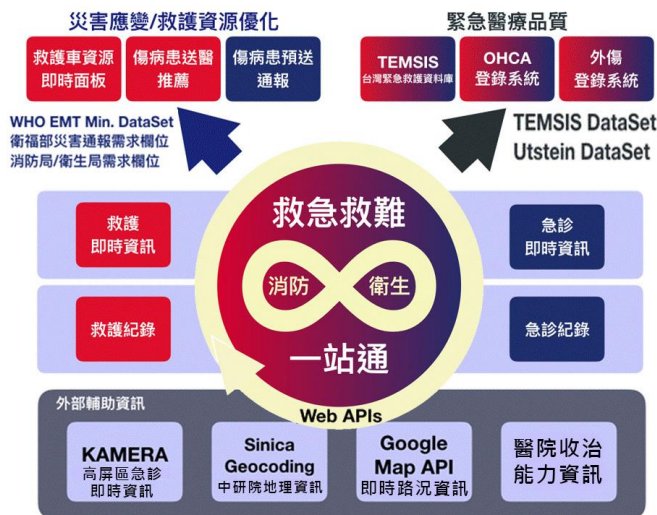 災害應變/救護資源優化
緊急醫療品質
救護車資源
即時面板
傷病患送醫
推薦
傷病患預送
通報
TEMSIS
台灣緊急救護資料庫
OHCA
登錄系統
外傷
登錄系統
WHO EMT Min. DataSet
衛福部災害通報需求欄位
消防局/衛生局需求欄位
TEMSIS DataSet
Utstein DataSet
救急救難
消防
衛生
一站通
救護
即時資訊
急診
即時資訊
救護紀錄
急診紀錄
Web APIs
外部輔助資訊
KAMERA
高屏區急診
即時資訊
Sinica
Geocoding
中研院地理資訊
Google
Map API
即時路況資訊
醫院收治
能力資訊